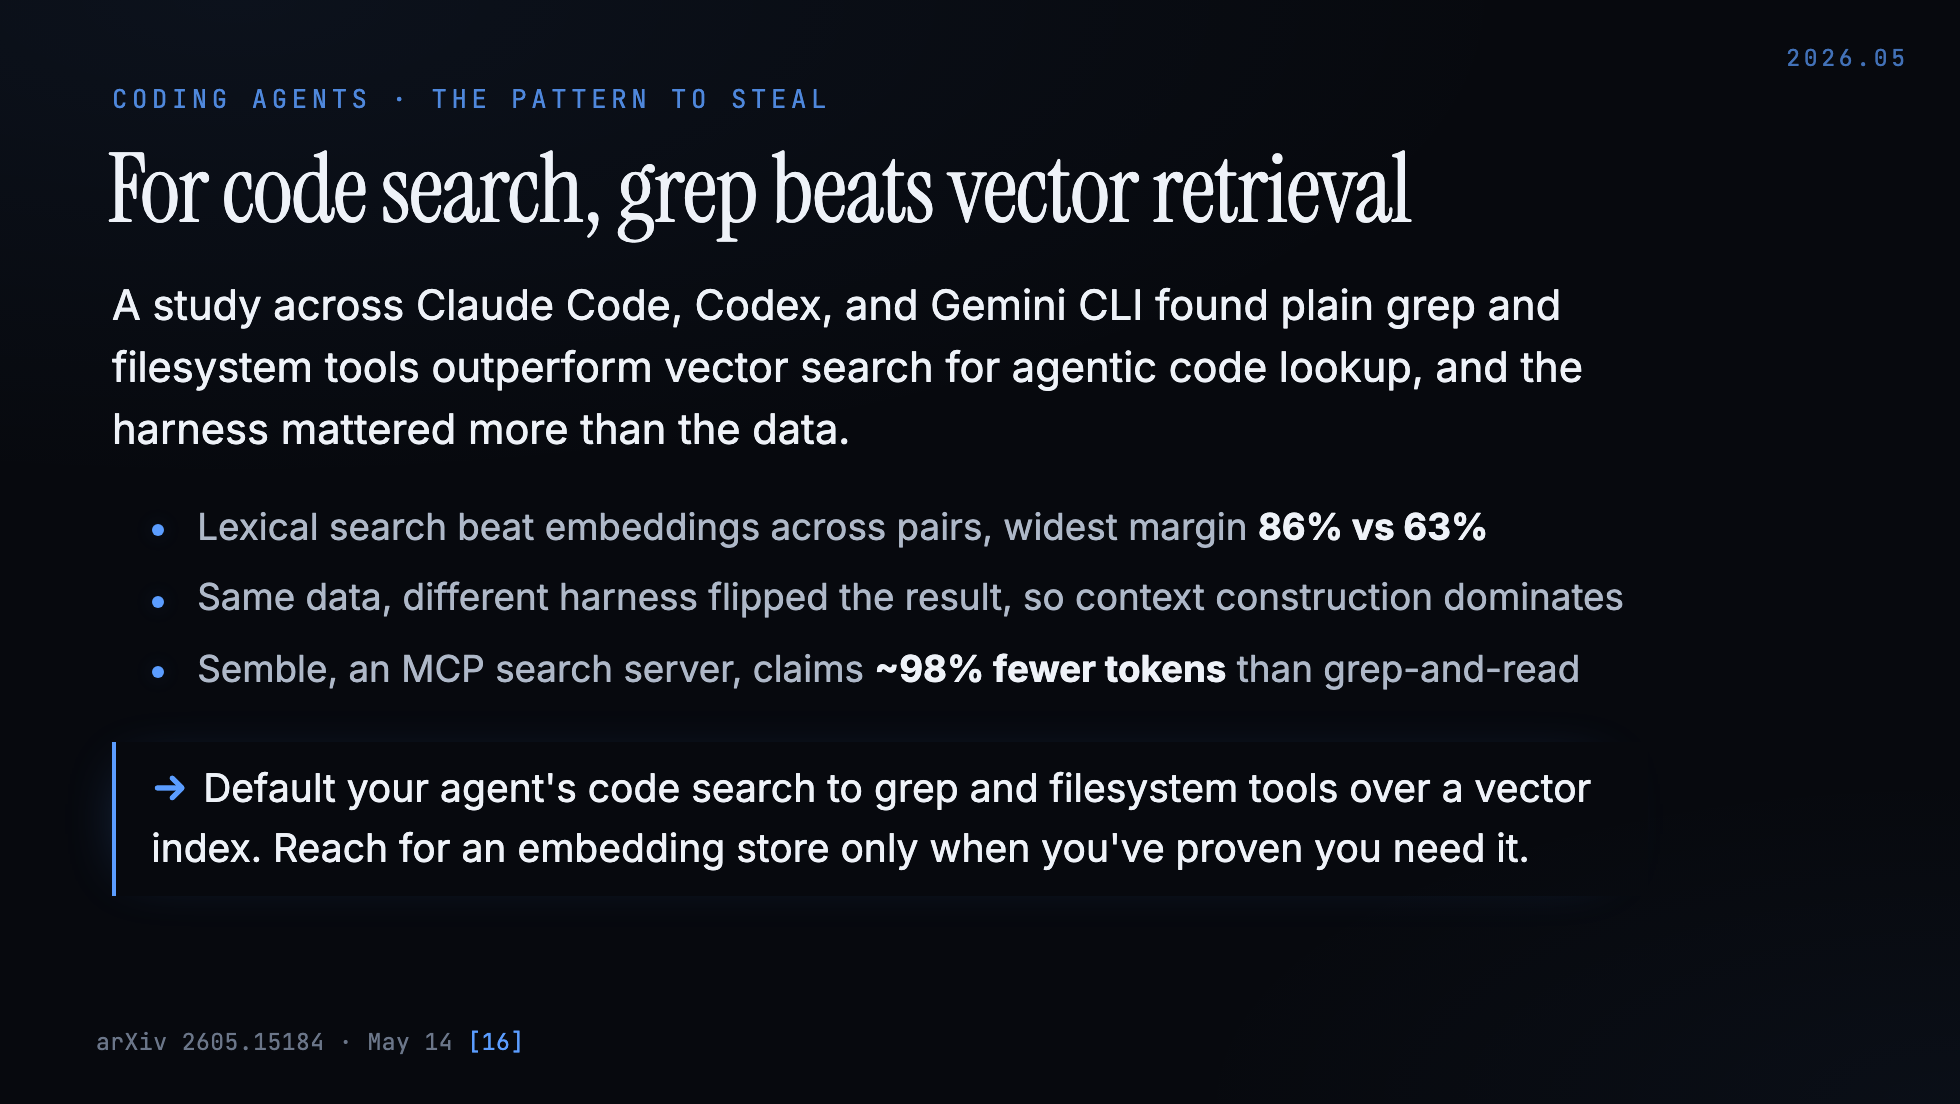 2026.05
CODING AGENTS · THE PATTERN TO STEAL
For code search, grep beats vector retrieval
A study across Claude Code, Codex, and Gemini CLI found plain grep and
filesystem tools outperform vector search for agentic code lookup, and the
harness mattered more than the data.
• Lexical search beat embeddings across pairs, widest margin 86% vs 63%
• Same data, different harness flipped the result, so context construction dominates
• Semble, an MCP search server, claims ~98% fewer tokens than grep-and-read
→ Default your agent's code search to grep and filesystem tools over a vector
index. Reach for an embedding store only when you've proven you need it.
arXiv 2605.15184 · May 14 [16]